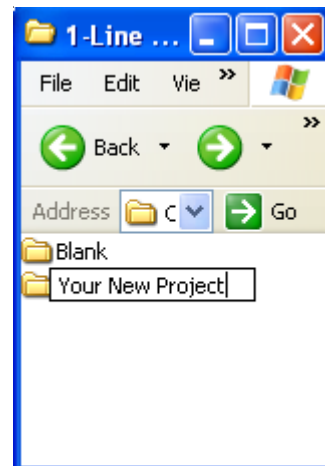 1-Line ...
File Edit Vie »
Back »
Address C Go
Blank
Your New Project